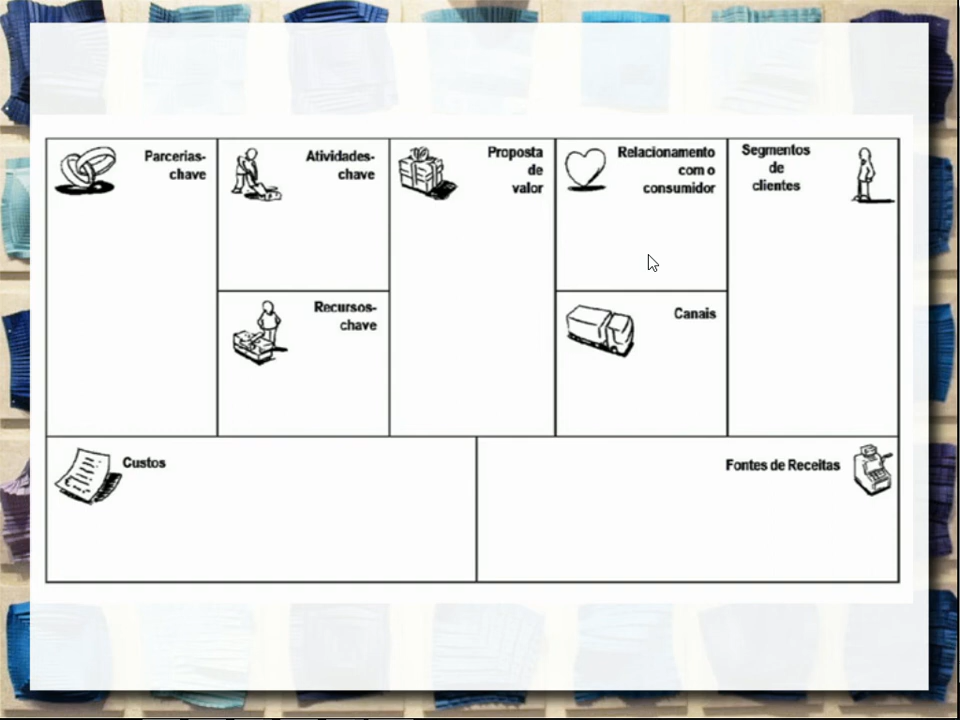 Parcerias-
chave
Atividades-
chave
Proposta
de
valor
Relacionamento
com o
consumidor
Segmentos
de
clientes
Recursos-
chave
Canais
Custos
Fontes de Receitas